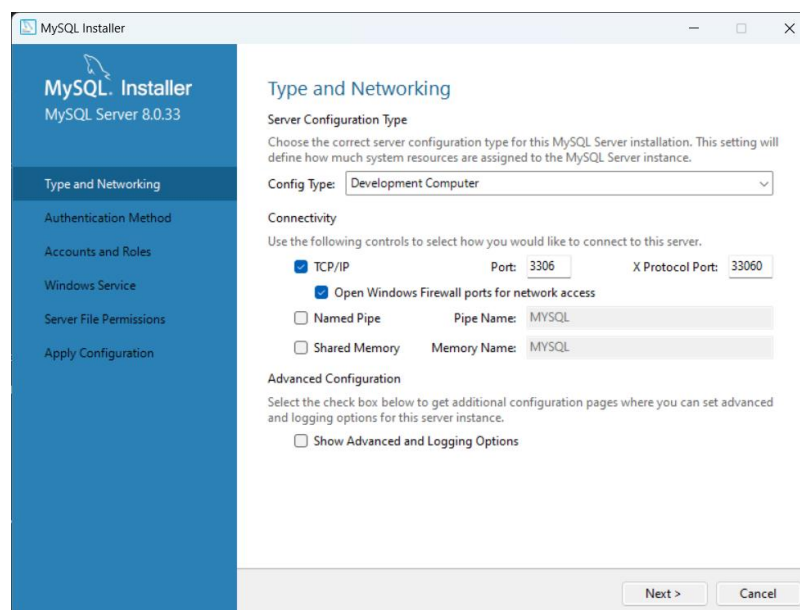 MySQL Installer
MySQL. Installer
MySQL Server 8.0.33
Type and Networking
Authentication Method
Accounts and Roles
Windows Service
Server File Permissions
Apply Configuration
Type and Networking
Server Configuration Type
Choose the correct server configuration type for this MySQL Server installation. This setting will
define how much system resources are assigned to the MySQL Server instance.
Config Type: Development Computer
Connectivity
Use the following controls to select how you would like to connect to this server.
TCP/IP Port: 3306 X Protocol Port: 33060
Open Windows Firewall ports for network access
Named Pipe Pipe Name: MYSQL
Shared Memory Memory Name: MYSQL
Advanced Configuration
Select the check box below to get additional configuration pages where you can set advanced
and logging options for this server instance.
Show Advanced and Logging Options
Next > Cancel